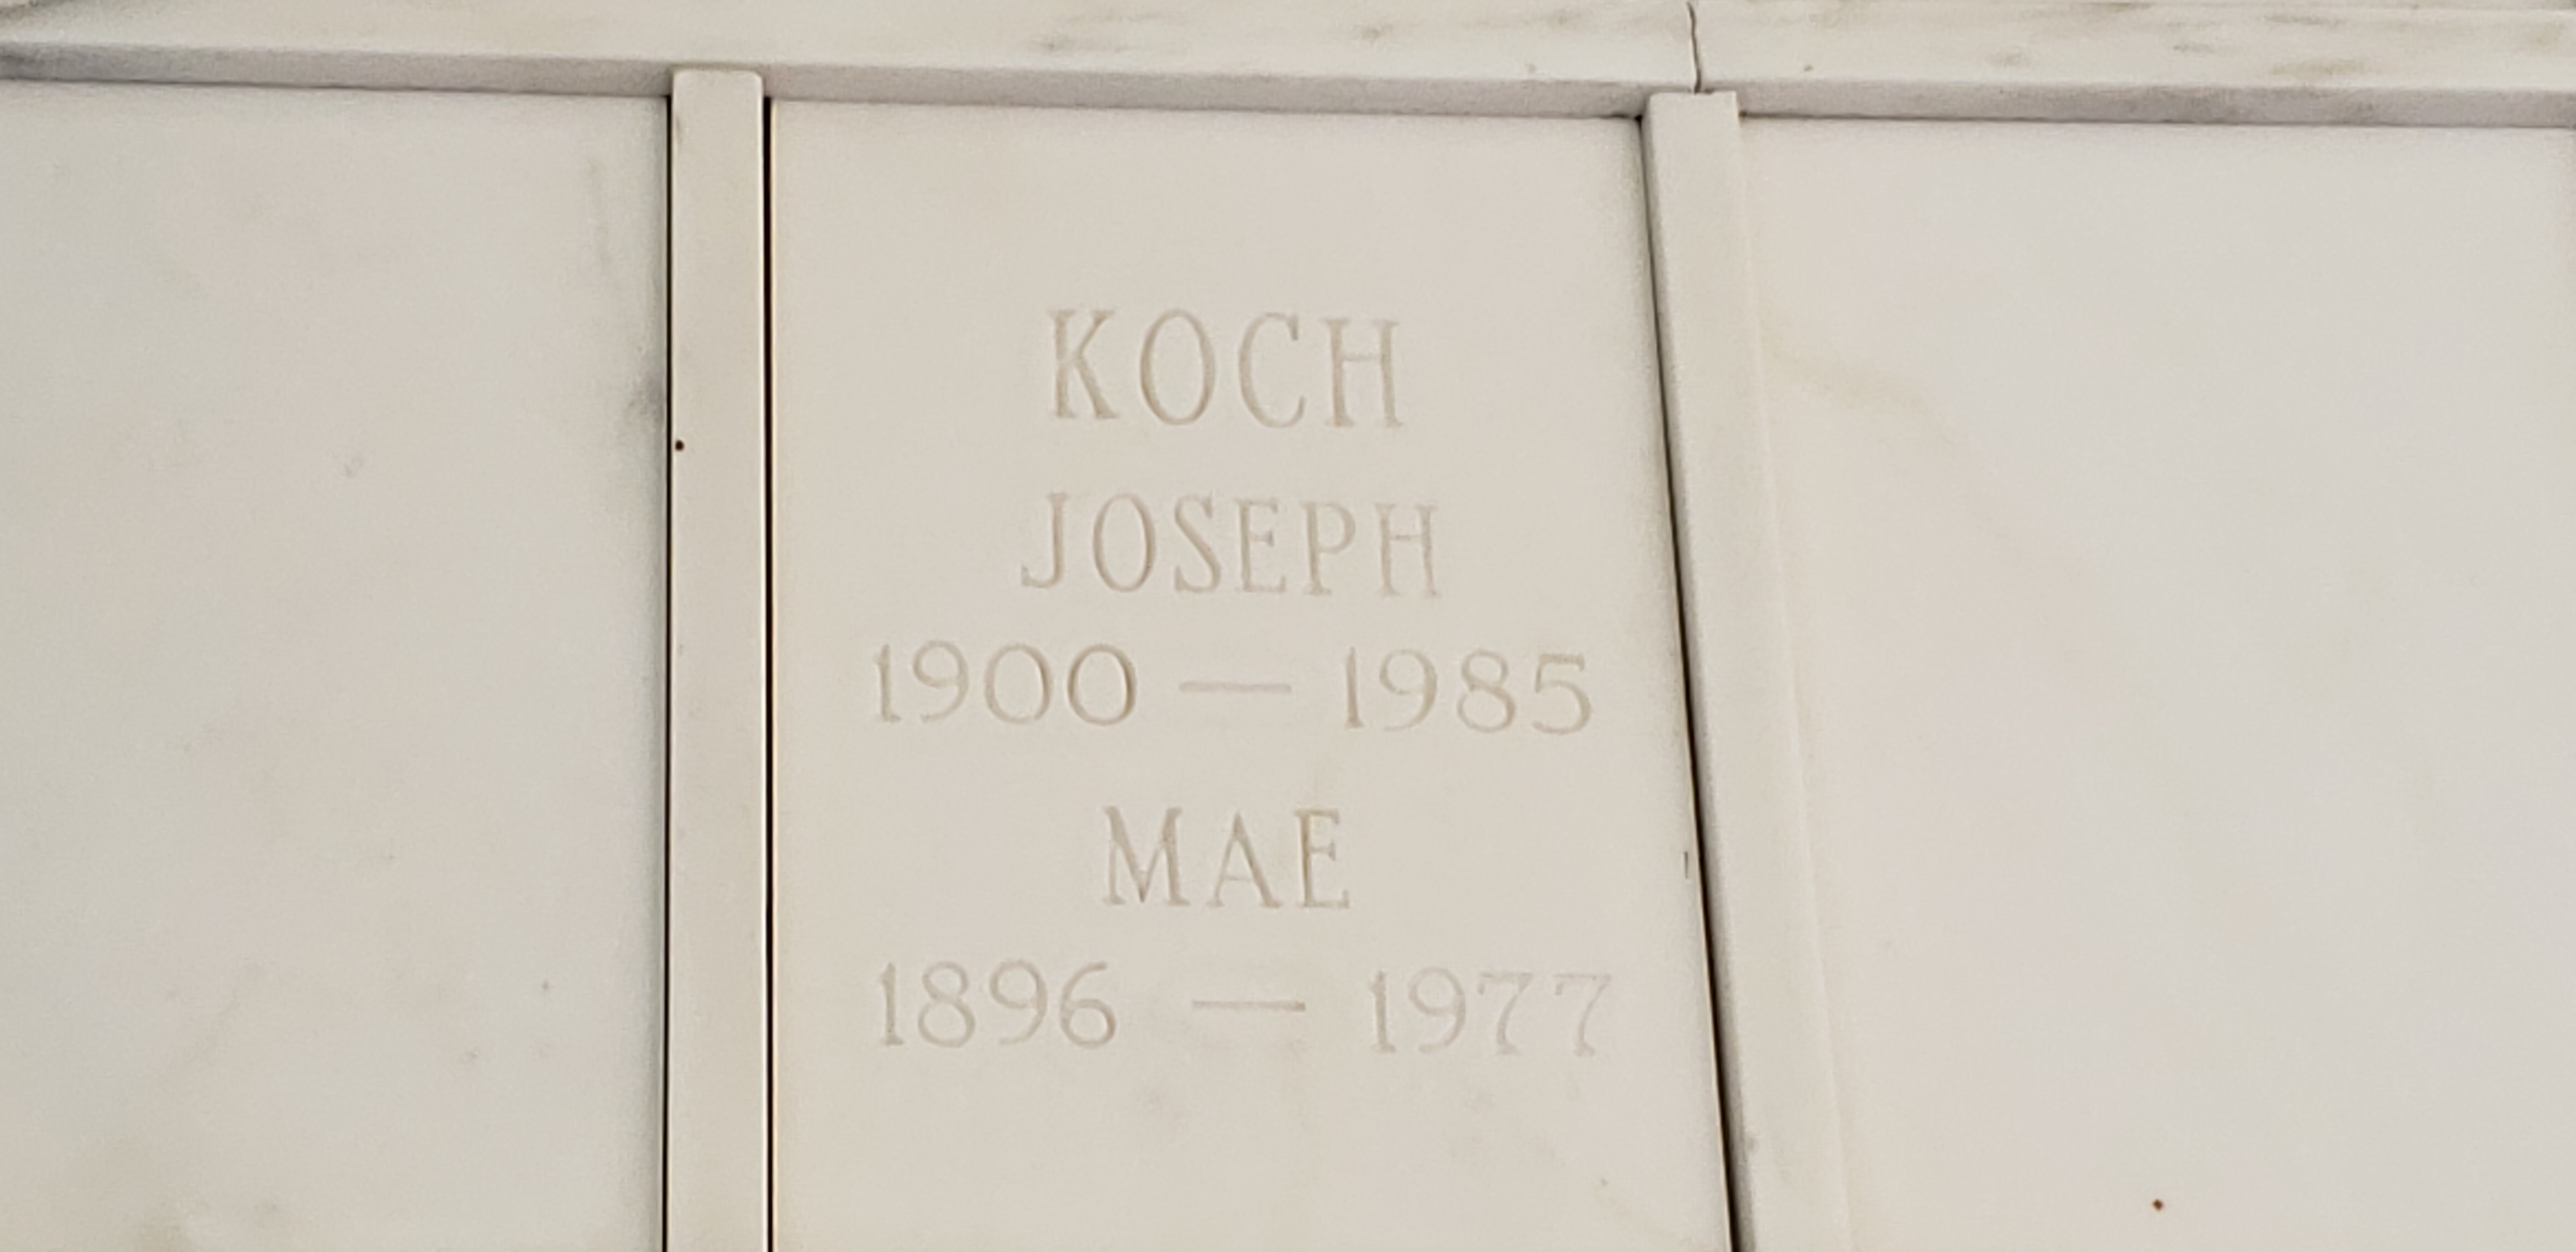 KOCH
JOSEPH
1900 — 1985
MAE
1896 — 1977